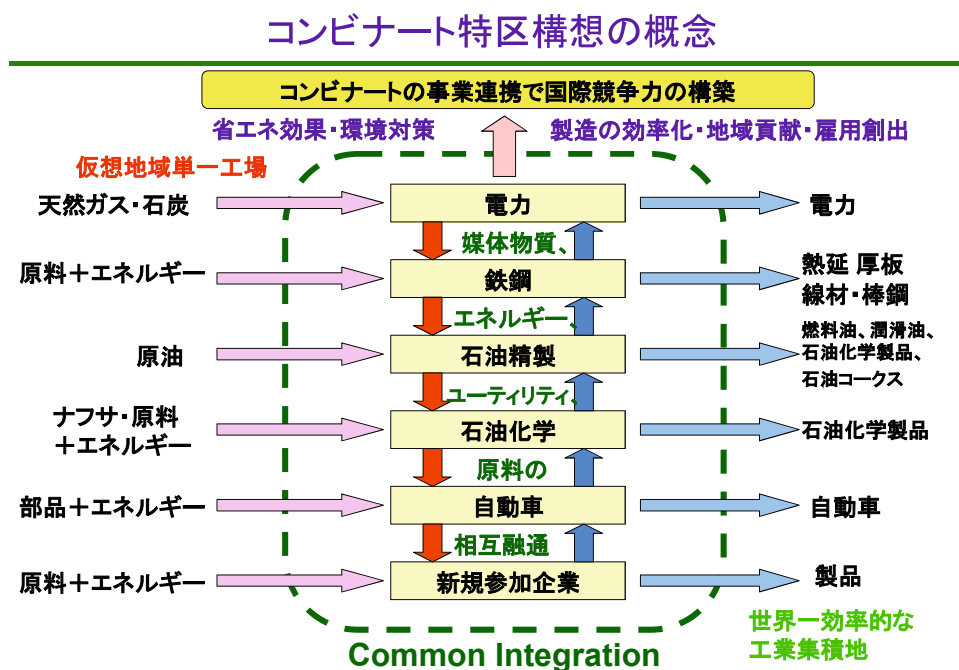 コンビナート特区構想の概念
コンビナートの事業連携で国際競争力の構築
省エネ効果・環境対策
製造の効率化・地域貢献・雇用創出
仮想地域単一工場
天然ガス・石炭
電力
電力
媒体物質、
原料＋エネルギー
鉄鋼
熱延 厚板
線材・棒鋼
エネルギー、
原油
石油精製
燃料油、潤滑油、
石油化学製品、
石油コークス
ユーティリティ、
ナフサ・原料
＋エネルギー
石油化学
石油化学製品
原料の
部品＋エネルギー
自動車
自動車
相互融通
原料＋エネルギー
新規参加企業
製品
世界一効率的な
工業集積地
Common Integration